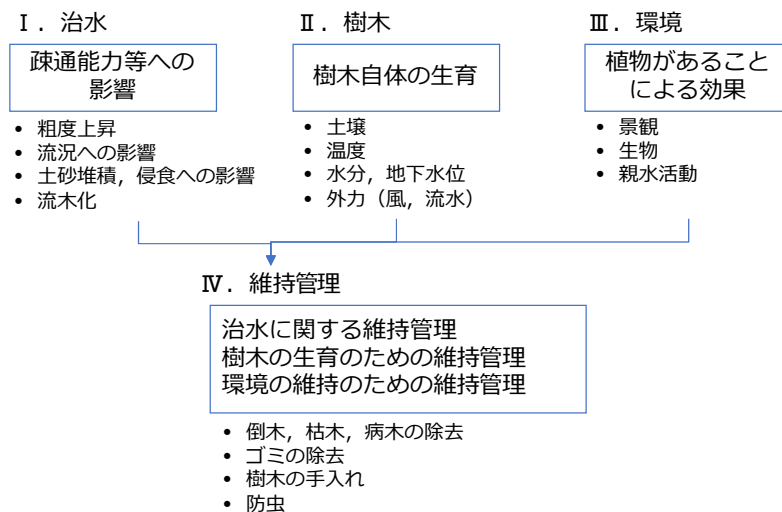 Ⅰ．治水
疎通能力等への
影響
• 粗度上昇
• 流況への影響
• 土砂堆積，侵食への影響
• 流木化
Ⅱ．樹木
樹木自体の生育
• 土壌
• 温度
• 水分，地下水位
• 外力（風，流水）
Ⅲ．環境
植物があること
による効果
• 景観
• 生物
• 親水活動
Ⅳ．維持管理
治水に関する維持管理
樹木の生育のための維持管理
環境の維持のための維持管理
• 倒木，枯木，病木の除去
• ゴミの除去
• 樹木の手入れ
• 防虫